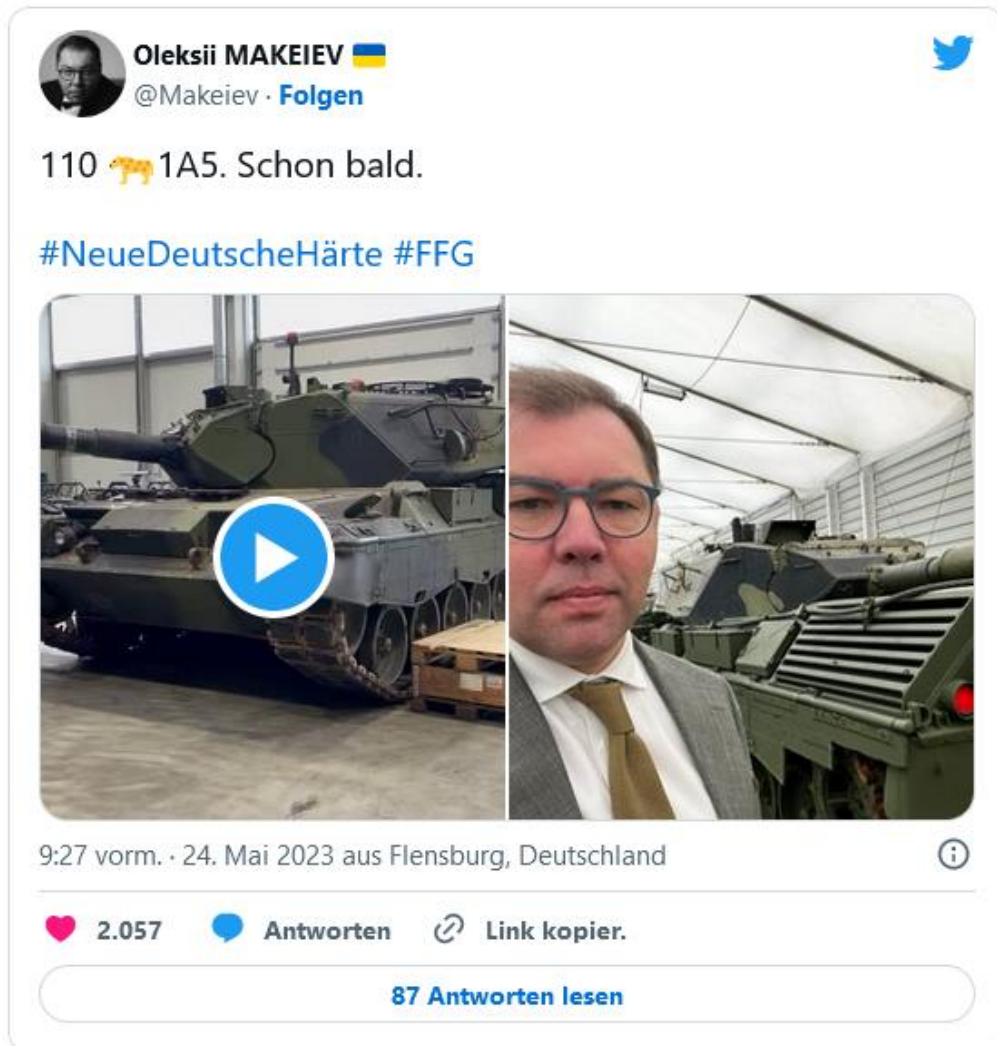 Oleksii MAKEIEV 🇺🇦
@Makeiev · Folgen
110 🐆1A5. Schon bald.
#NeueDeutscheHärte #FFG
9:27 vorm. · 24. Mai 2023 aus Flensburg, Deutschland
2.057 Antworten Link kopier.
87 Antworten lesen